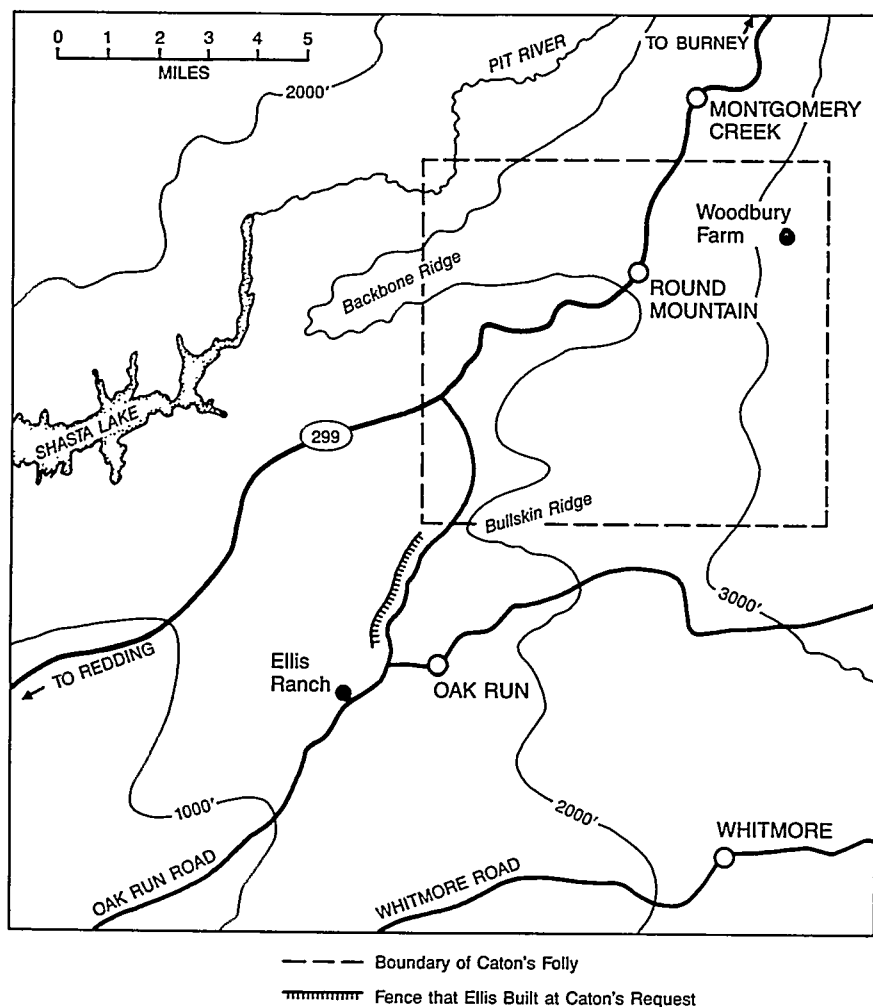 0 1 2 3 4 5
MILES
TO BURNEY
PIT RIVER
2000'
MONTGOMERY
CREEK
Woodbury
Farm
Backbone Ridge
ROUND
MOUNTAIN
SHASTA LAKE
299
Bullskin Ridge
3000'
TO REDDING
Ellis
Ranch
OAK RUN
1000'
2000'
WHITMORE
OAK RUN ROAD
WHITMORE ROAD
Boundary of Caton's Folly
Fence that Ellis Built at Caton's Request